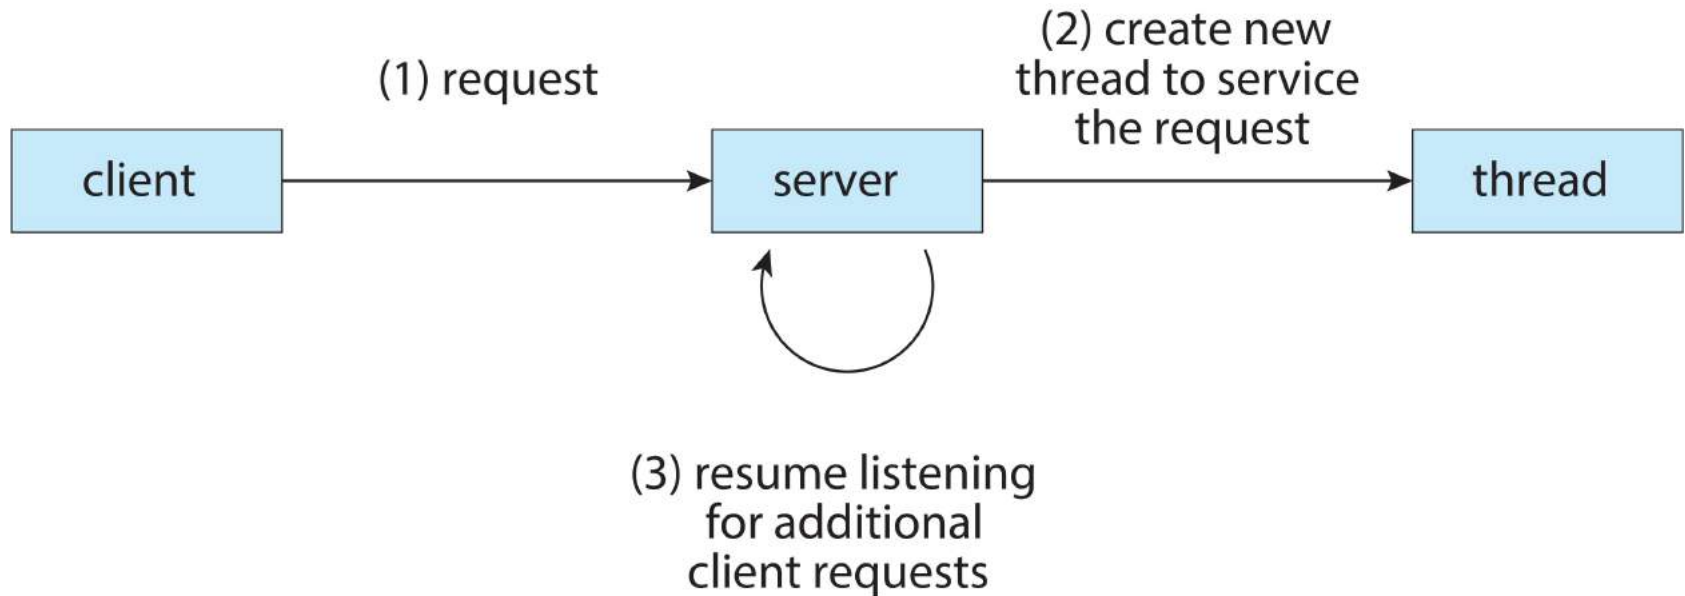 (1) request
(2) create new
thread to service
the request
client
server
thread
(3) resume listening
for additional
client requests